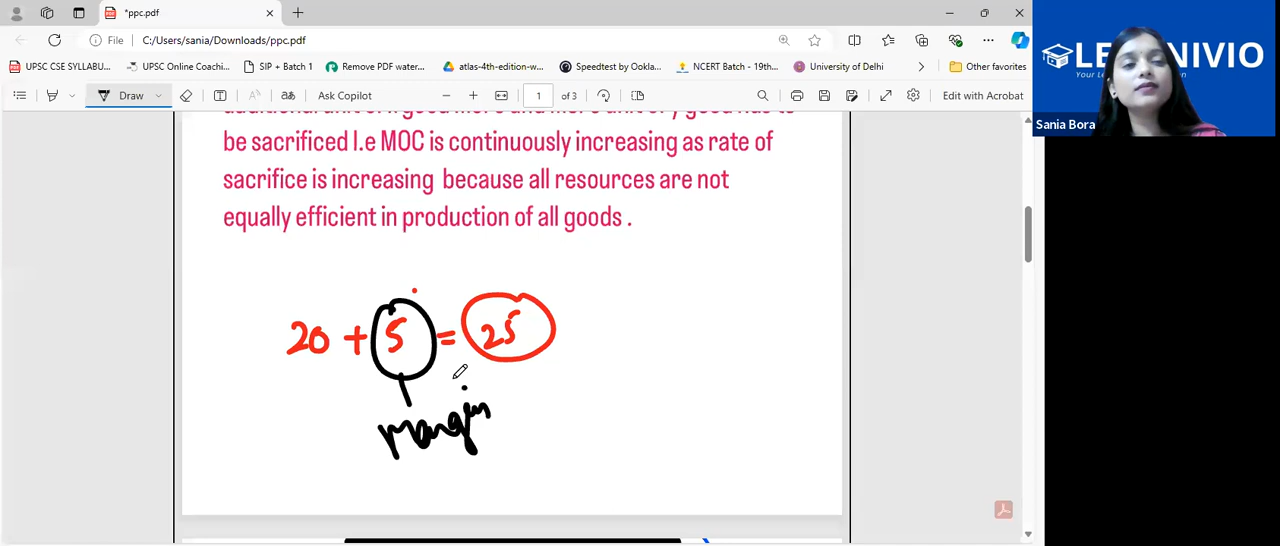 *ppc.pdf
File C:/Users/sania/Downloads/ppc.pdf
UPSC CSE SYLLABU... UPSC Online Coachi... SIP + Batch 1 Remove PDF water... atlas-4th-edition-w... Speedtest by Ookla... NCERT Batch - 19th... University of Delhi Other favorites
Draw Ask Copilot 1 of 3 Edit with Acrobat
Sania Bora
be sacrificed I.e MOC is continuously increasing as rate of
sacrifice is increasing because all resources are not
equally efficient in production of all goods .
20 + 5 = 25
margin